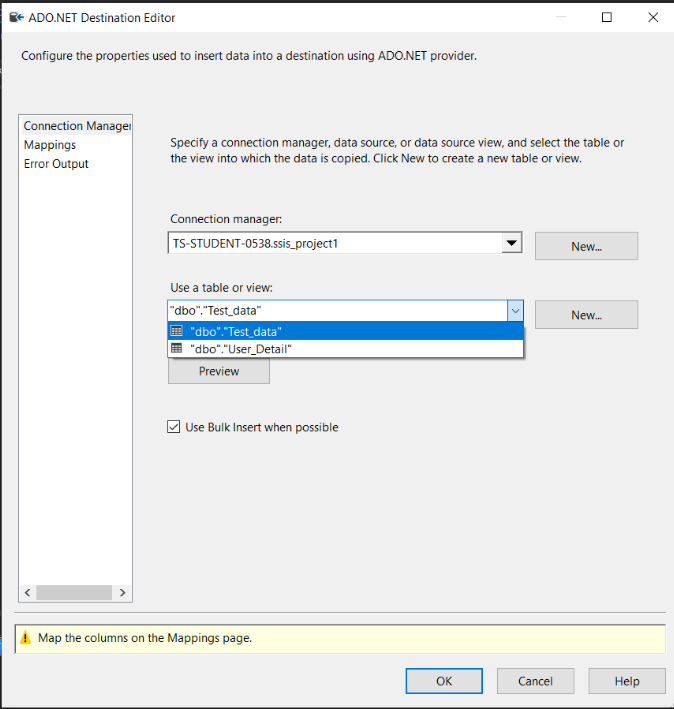 ADO.NET Destination Editor
Configure the properties used to insert data into a destination using ADO.NET provider.
Connection Manager
Mappings
Error Output
Specify a connection manager, data source, or data source view, and select the table or
the view into which the data is copied. Click New to create a new table or view.
Connection manager:
TS-STUDENT-0538.ssis_project1
New...
Use a table or view:
"dbo"."Test_data"
New...
"dbo"."Test_data"
"dbo"."User_Detail"
Preview
Use Bulk Insert when possible
Map the columns on the Mappings page.
OK
Cancel
Help